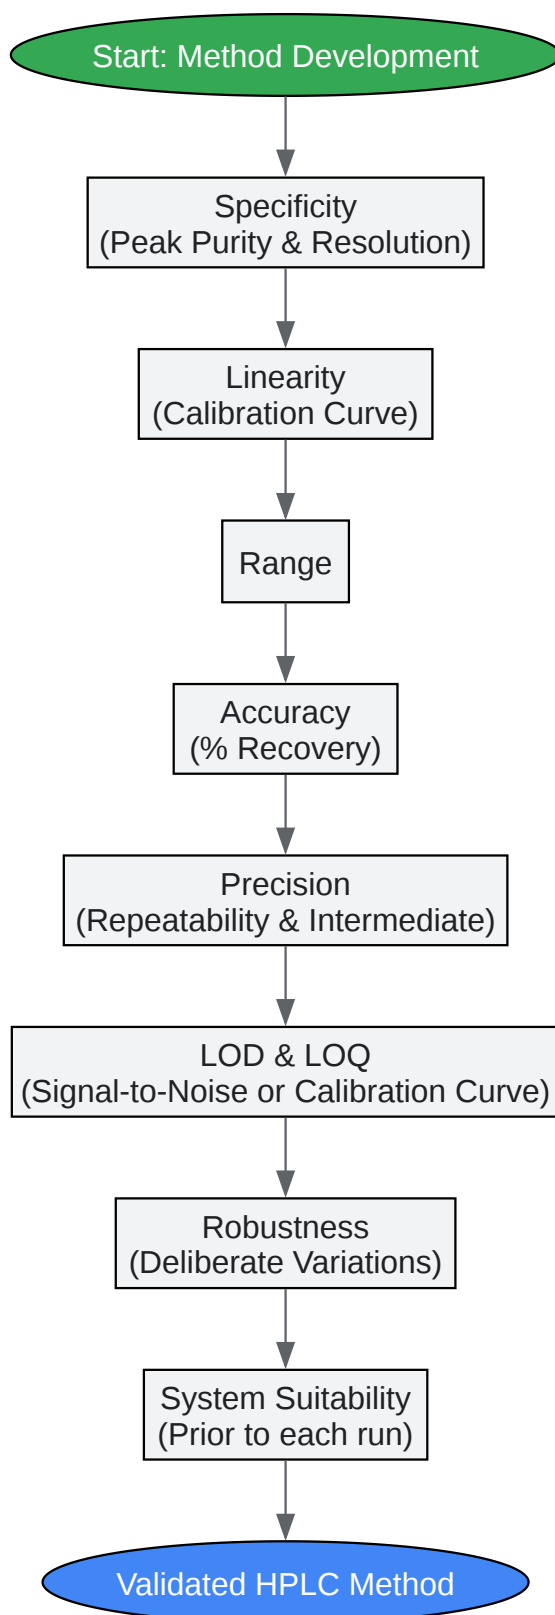 Start: Method Development
Specificity
(Peak Purity & Resolution)
Linearity
(Calibration Curve)
Range
Accuracy
(% Recovery)
Precision
(Repeatability & Intermediate)
LOD & LOQ
(Signal-to-Noise or Calibration Curve)
Robustness
(Deliberate Variations)
System Suitability
(Prior to each run)
Validated HPLC Method